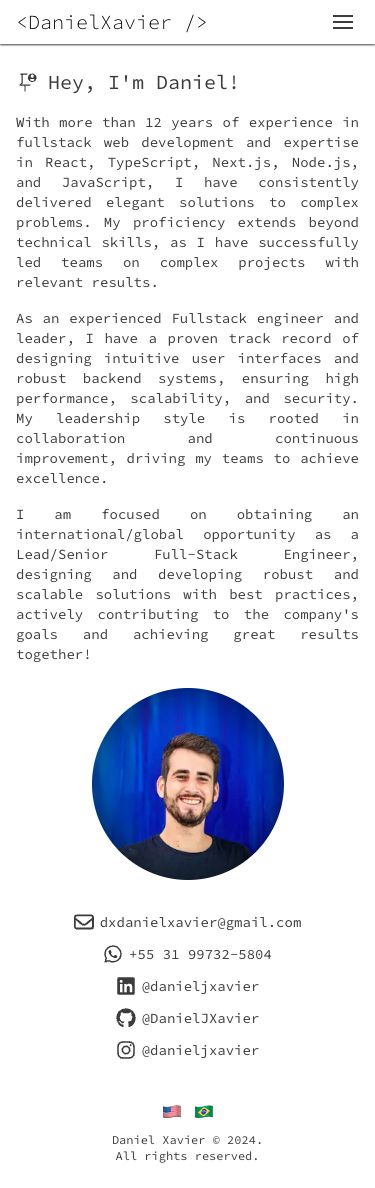 <DanielXavier />
Hey, I'm Daniel!
With more than 12 years of experience in
fullstack web development and expertise
in React, TypeScript, Next.js, Node.js,
and JavaScript, I have consistently
delivered elegant solutions to complex
problems. My proficiency extends beyond
technical skills, as I have successfully
led teams on complex projects with
relevant results.
As an experienced Fullstack engineer and
leader, I have a proven track record of
designing intuitive user interfaces and
robust backend systems, ensuring high
performance, scalability, and security.
My leadership style is rooted in
collaboration and continuous
improvement, driving my teams to achieve
excellence.
I am focused on obtaining an
international/global opportunity as a
Lead/Senior Full-Stack Engineer,
designing and developing robust and
scalable solutions with best practices,
actively contributing to the company's
goals and achieving great results
together!
dxdanielxavier@gmail.com
+55 31 99732-5804
@danieljxavier
@DanielJXavier
@danieljxavier
Daniel Xavier © 2024.
All rights reserved.